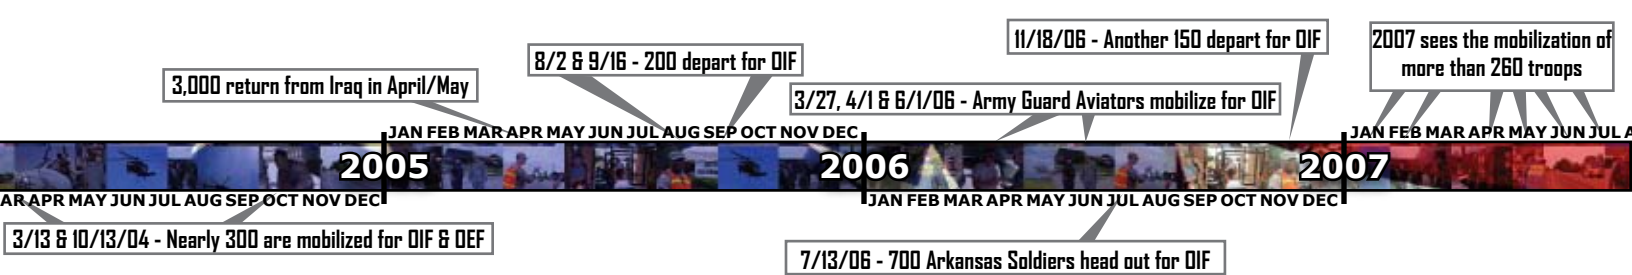 11/18/06 - Another 150 depart for OIF
2007 sees the mobilization of
more than 260 troops
8/2 & 9/16 - 200 depart for OIF
3,000 return from Iraq in April/May
3/27, 4/1 & 6/1/06 - Army Guard Aviators mobilize for OIF
JAN FEB MAR APR MAY JUN JUL AUG SEP OCT NOV DEC
JAN FEB MAR APR MAY JUN JUL A
2005
2006
2007
AR APR MAY JUN JUL AUG SEP OCT NOV DEC
JAN FEB MAR APR MAY JUN JUL AUG SEP OCT NOV DEC
3/13 & 10/13/04 - Nearly 300 are mobilized for OIF & OEF
7/13/06 - 700 Arkansas Soldiers head out for OIF